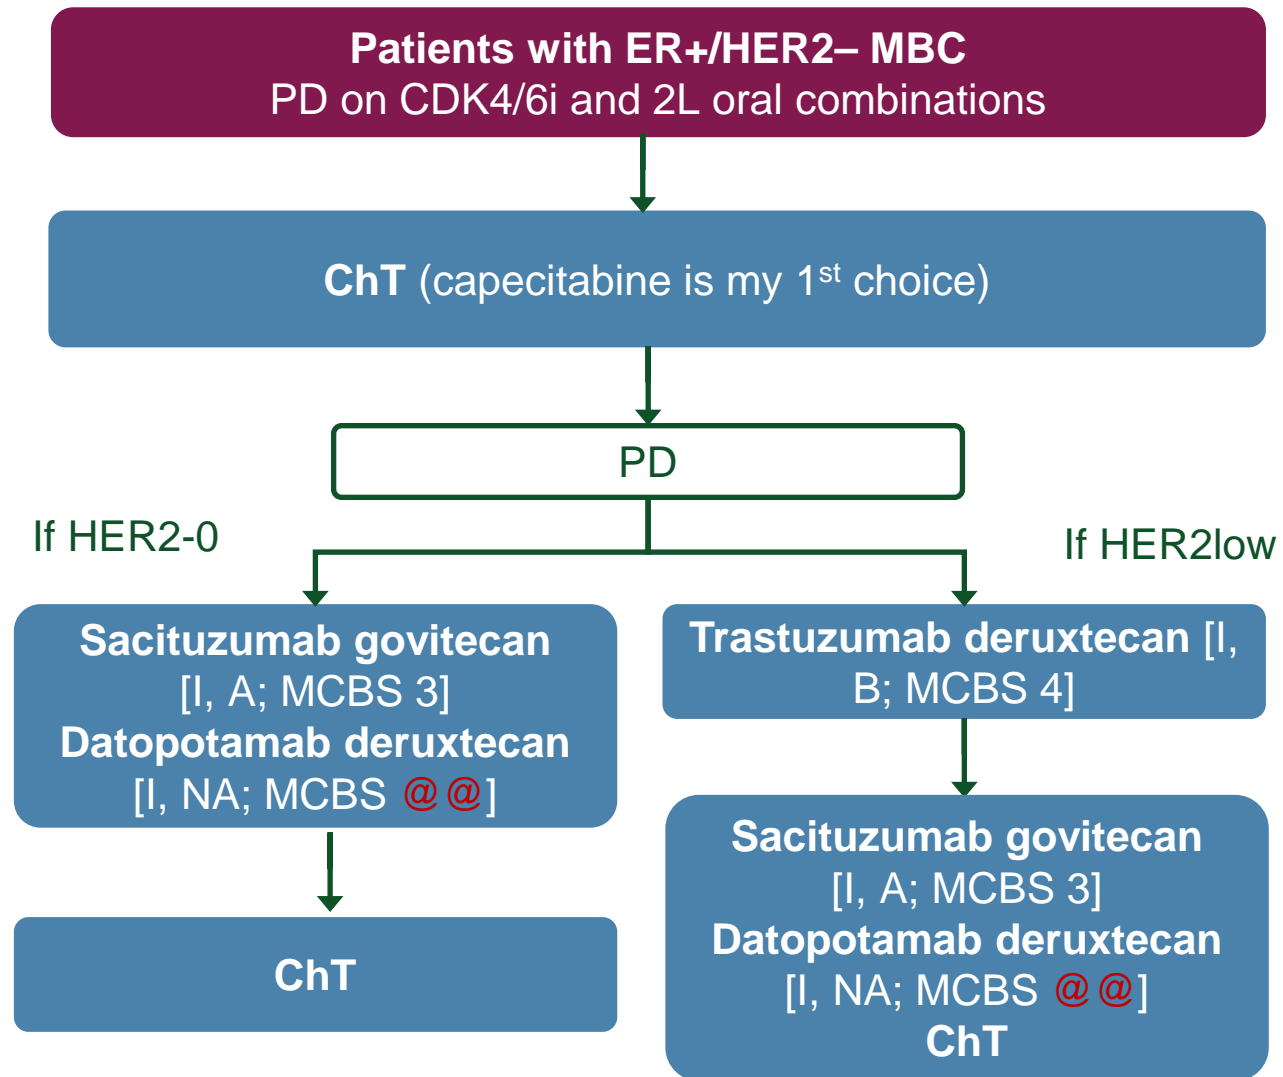 Patients with ER+/HER2– MBC
PD on CDK4/6i and 2L oral combinations
ChT (capecitabine is my 1st choice)
PD
If HER2-0
If HER2low
Sacituzumab govitecan
[I, A; MCBS 3]
Datopotamab deruxtecan
[I, NA; MCBS @@]
ChT
Trastuzumab deruxtecan [I,
B; MCBS 4]
Sacituzumab govitecan
[I, A; MCBS 3]
Datopotamab deruxtecan
[I, NA; MCBS @@]
ChT